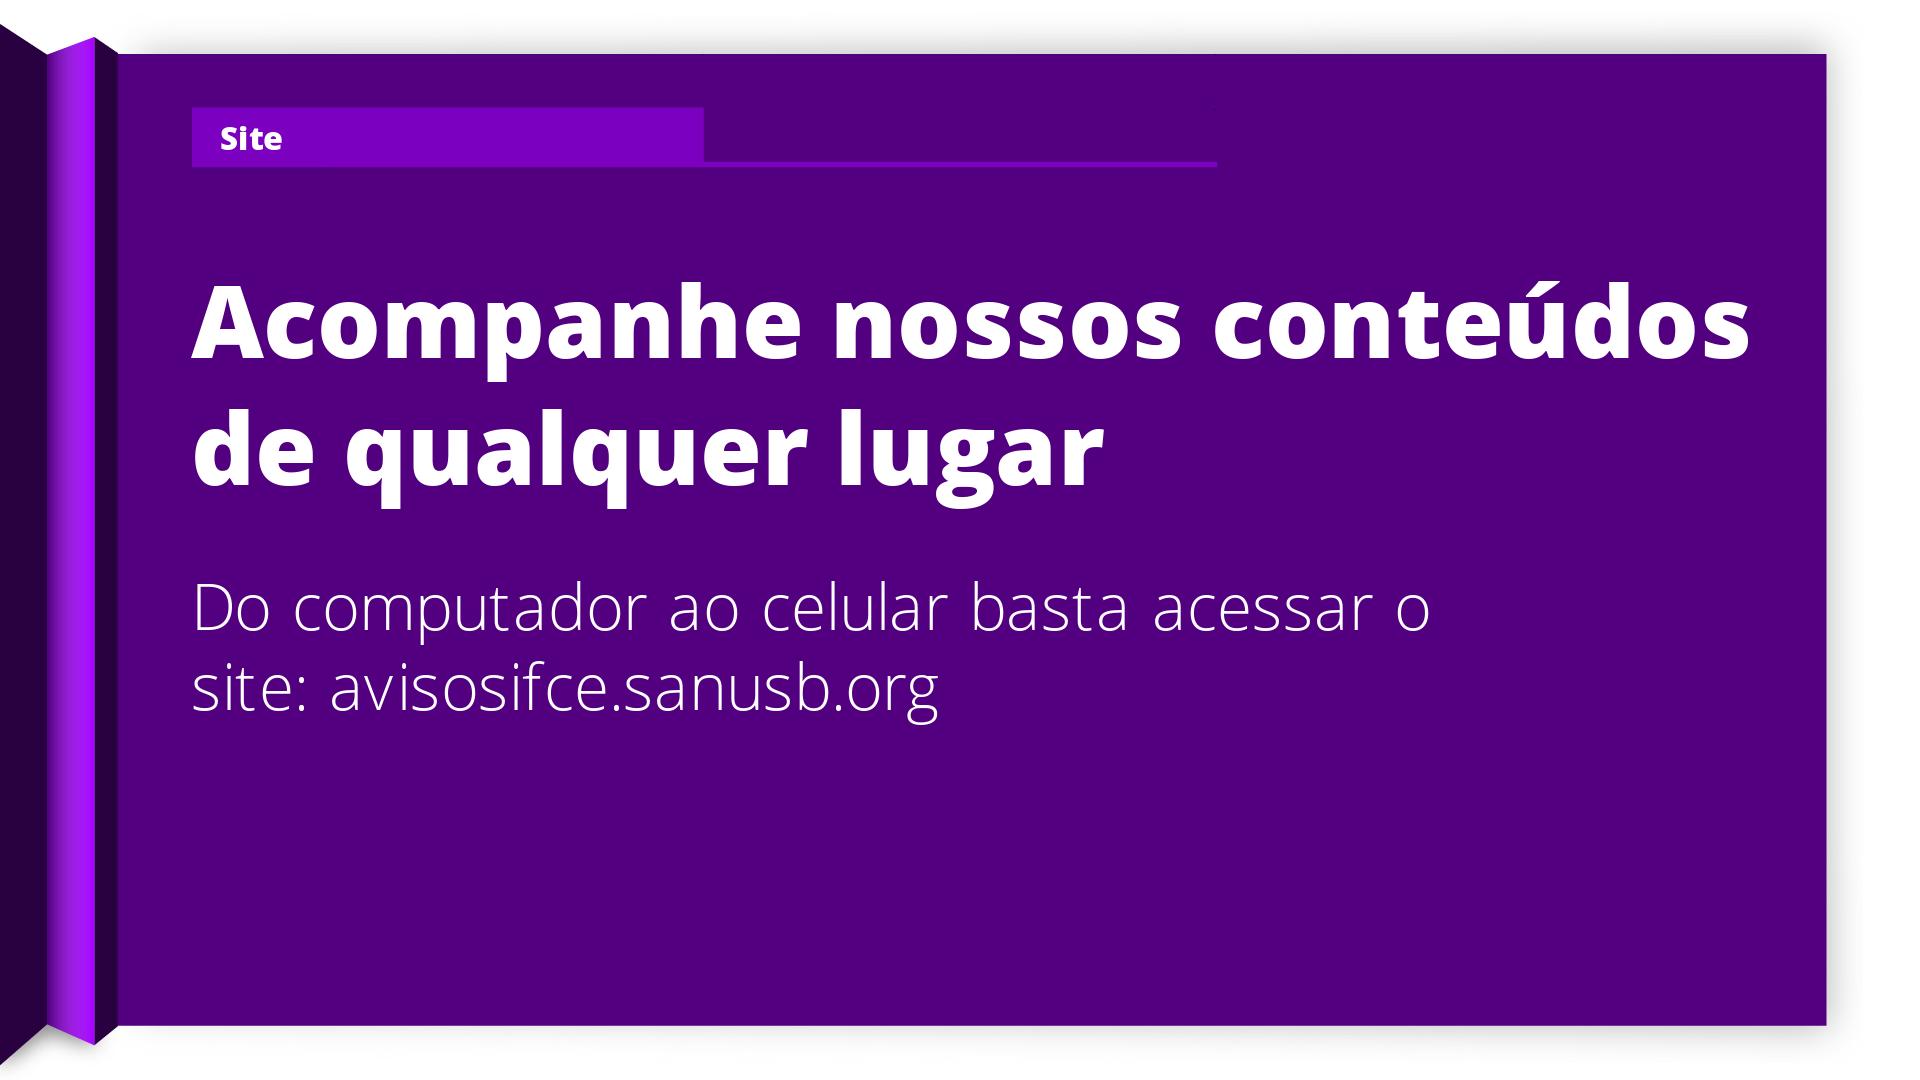 Site
Acompanhe nossos conteúdos
de qualquer lugar
Do computador ao celular basta acessar o
site: avisosifce.sanusb.org